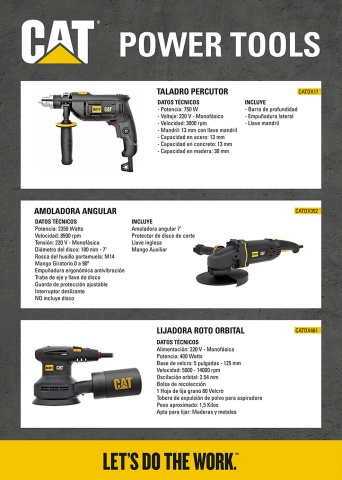 CAT POWER TOOLS
TALADRO PERCUTOR
CATDX17
DATOS TÉCNICOS
- Potencia: 750 W
- Voltaje: 220 V - Monofásico
- Velocidad: 3000 rpm
- Mandril: 13 mm con llave mandril
- Capacidad en acero: 13 mm
- Capacidad en concreto: 13 mm
- Capacidad en madera: 30 mm
INCLUYE
- Barra de profundidad
- Empuñadura lateral
- Llave mandril
AMOLADORA ANGULAR
CATDX352
DATOS TÉCNICOS
Potencia: 2350 Watts
Velocidad: 8500 rpm
Tensión: 220 V - Monofásica
Diámetro del disco: 180 mm - 7"
Rosca del husillo portamuela: M14
Mango Giratorio 0 a 90°
Empuñadura ergonómica antivibración
Traba de eje y llave de disco
Guarda de protección ajustable
Interruptor deslizante
NO incluye disco
INCLUYE
Amoladora angular 7"
Protector de disco de corte
Llave inglesa
Mango Auxiliar
LIJADORA ROTO ORBITAL
CATDX461
DATOS TÉCNICOS
Alimentación: 220 V - Monofásica
Potencia: 400 Watts
Base de velcro: 5 pulgadas - 125 mm
Velocidad: 5000 - 14000 rpm
Oscilación orbital: 2.54 mm
Bolsa de recolección
1 Hoja de lija grano 80 Velcro
Tobera de expulsión de polvo para aspiradora
Peso aproximado: 1,5 Kilos
Apta para lijar: Maderas y metales
CAT
LET'S DO THE WORK.™